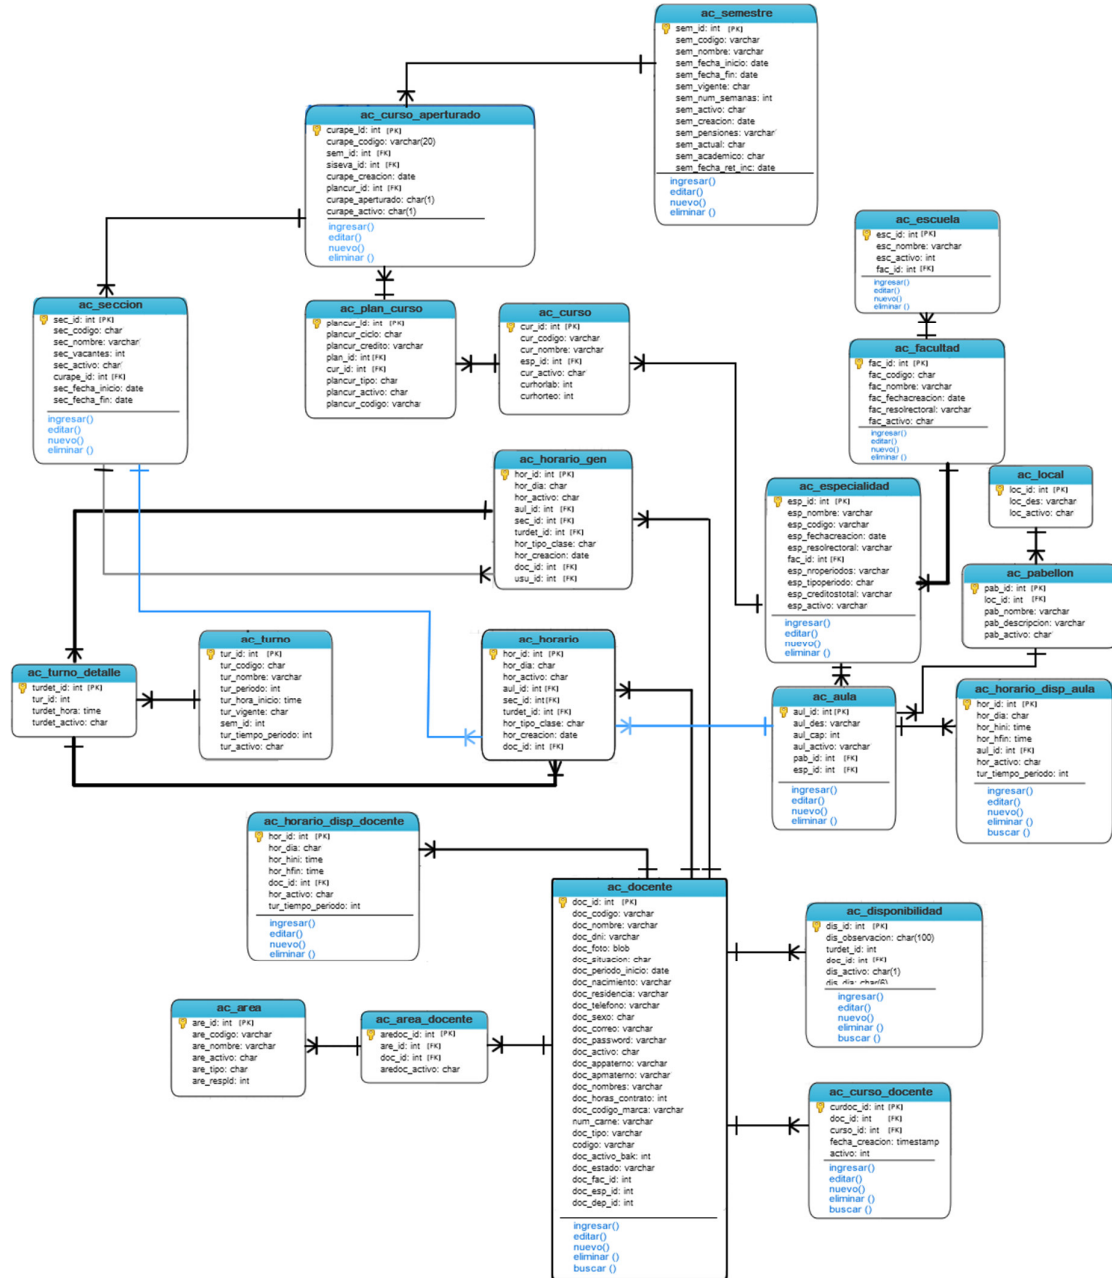 ac_semestre
sem_id: int [PK]
sem_codigo: varchar
sem_nombre: varchar
sem_fecha_inicio: date
sem_fecha_fin: date
sem_vigente: char
sem_num_semanas: int
sem_activo: char
sem_creacion: date
sem_pensiones: varchar
sem_actual: char
sem_academico: char
sem_fecha_ret_inc: date
ingresar()
editar()
nuevo()
eliminar ()
ac_curso_aperturado
curape_Id: int [PK]
curape_codigo: varchar(20)
sem_id: int [FK]
siseva_id: int [FK]
curape_creacion: date
plancur_id: int [FK]
curape_aperturado: char(1)
curape_activo: char(1)
ingresar()
editar()
nuevo()
eliminar ()
ac_escuela
esc_id: int [PK]
esc_nombre: varchar
esc_activo: int
fac_id: int [FK]
ingresar()
editar()
nuevo()
eliminar ()
ac_seccion
sec_id: int [PK]
sec_codigo: char
sec_nombre: varchar
sec_vacantes: int
sec_activo: char
curape_id: int [FK]
sec_fecha_inicio: date
sec_fecha_fin: date
ingresar()
editar()
nuevo()
eliminar ()
ac_plan_curso
plancur_Id: int [PK]
plancur_ciclo: char
plancur_credito: varchar
plan_id: int [FK]
cur_id: int [FK]
plancur_tipo: char
plancur_activo: char
plancur_codigo: varchar
ac_curso
cur_id: int [PK]
cur_codigo: varchar
cur_nombre: varchar
esp_id: int [FK]
cur_activo: char
curhorlab: int
curhorteo: int
ac_facultad
fac_id: int [PK]
fac_codigo: char
fac_nombre: varchar
fac_fechacreacion: date
fac_resolrectoral: varchar
fac_activo: char
ingresar()
editar()
nuevo()
eliminar ()
ac_horario_gen
hor_id: int [PK]
hor_dia: char
hor_activo: char
aul_id: int [FK]
sec_id: int [FK]
turdet_id: int [FK]
hor_tipo_clase: char
hor_creacion: date
doc_id: int [FK]
usu_id: int [FK]
ac_especialidad
esp_id: int [PK]
esp_nombre: varchar
esp_codigo: varchar
esp_fechacreacion: date
esp_resolrectoral: varchar
fac_id: int [FK]
esp_nroperiodos: varchar
esp_tipoperiodo: char
esp_creditostotal: varchar
esp_activo: varchar
ingresar()
editar()
nuevo()
eliminar ()
ac_local
loc_id: int [PK]
loc_des: varchar
loc_activo: char
ac_pabellon
pab_id: int [PK]
loc_id: int [FK]
pab_nombre: varchar
pab_descripcion: varchar
pab_activo: char
ac_turno_detalle
turdet_id: int [PK]
tur_id: int
turdet_hora: time
turdet_activo: char
ac_turno
tur_id: int [PK]
tur_codigo: char
tur_nombre: varchar
tur_periodo: int
tur_hora_inicio: time
tur_vigente: char
sem_id: int
tur_tiempo_periodo: int
tur_activo: char
ac_horario
hor_id: int [PK]
hor_dia: char
hor_activo: char
aul_id: int [FK]
sec_id: int [FK]
turdet_id: int [FK]
hor_tipo_clase: char
hor_creacion: date
doc_id: int [FK]
ac_aula
aul_id: int [PK]
aul_des: varchar
aul_cap: int
aul_activo: varchar
pab_id: int [FK]
esp_id: int [FK]
ingresar()
editar()
nuevo()
eliminar ()
ac_horario_disp_aula
hor_id: int [PK]
hor_dia: char
hor_hini: time
hor_hfin: time
aul_id: int [FK]
hor_activo: char
tur_tiempo_periodo: int
ingresar()
editar()
nuevo()
eliminar ()
buscar ()
ac_horario_disp_docente
hor_id: int [PK]
hor_dia: char
hor_hini: time
hor_hfin: time
doc_id: int [FK]
hor_activo: char
tur_tiempo_periodo: int
ingresar()
editar()
nuevo()
eliminar ()
ac_docente
doc_id: int [PK]
doc_codigo: varchar
doc_nombre: varchar
doc_dni: varchar
doc_foto: blob
doc_situacion: char
doc_periodo_inicio: date
doc_nacimiento: varchar
doc_residencia: varchar
doc_telefono: varchar
doc_sexo: char
doc_correo: varchar
doc_password: varchar
doc_activo: char
doc_appaterno: varchar
doc_apmaterno: varchar
doc_nombres: varchar
doc_horas_contrato: int
doc_codigo_marca: varchar
num_carne: varchar
doc_tipo: varchar
codigo: varchar
doc_activo_bak: int
doc_estado: varchar
doc_fac_id: int
doc_esp_id: int
doc_dep_id: int
ingresar()
editar()
nuevo()
eliminar ()
buscar ()
ac_disponibilidad
dis_id: int [PK]
dis_observacion: char(100)
turdet_id: int
doc_id: int [FK]
dis_activo: char(1)
dis_dia: char(6)
ingresar()
editar()
nuevo()
eliminar ()
buscar ()
ac_area
are_id: int [PK]
are_codigo: varchar
are_nombre: varchar
are_activo: char
are_tipo: char
are_respId: int
ac_area_docente
aredoc_id: int [PK]
are_id: int [FK]
doc_id: int [FK]
aredoc_activo: char
ac_curso_docente
curdoc_id: int [PK]
doc_id: int [FK]
curso_id: int [FK]
fecha_creacion: timestamp
activo: int
ingresar()
editar()
nuevo()
eliminar ()
buscar ()